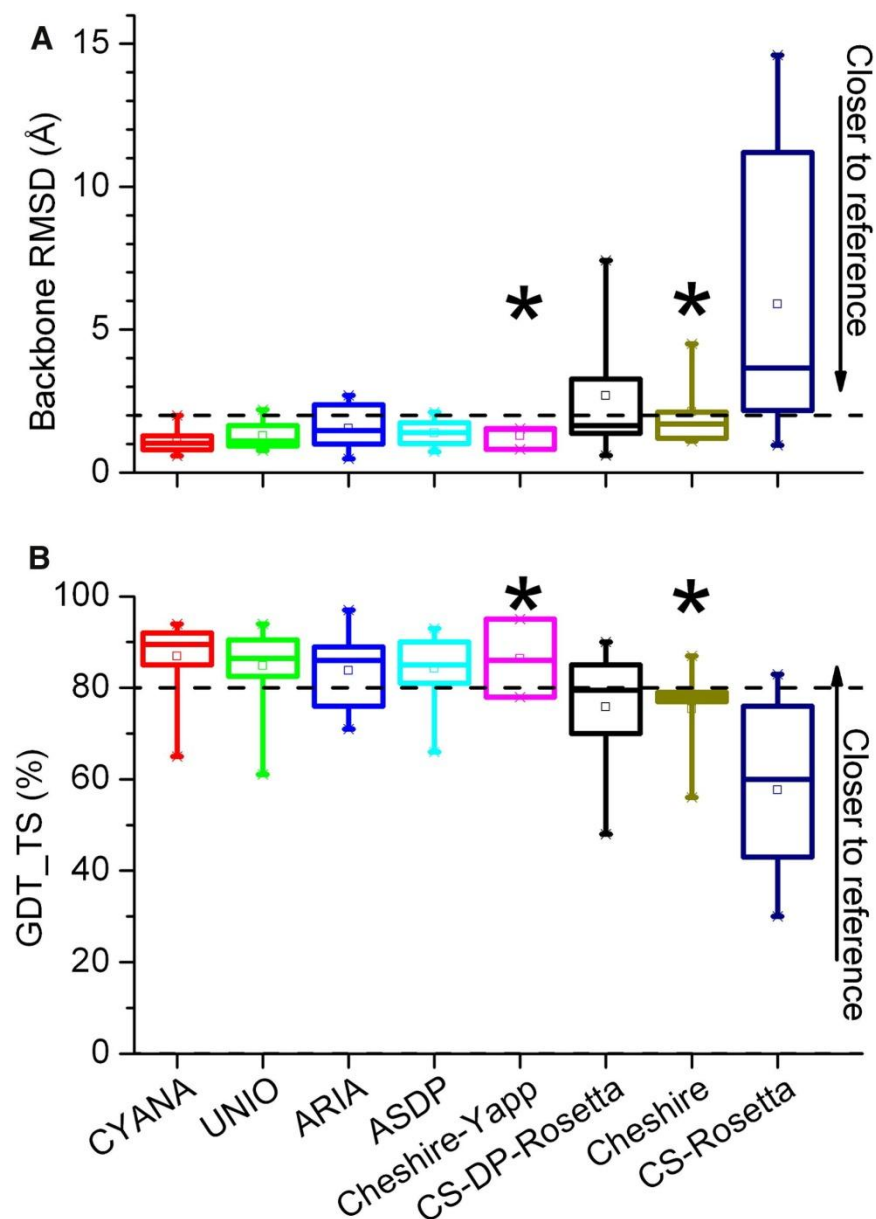 A
Backbone RMSD (Å)
15
10
5
0
*
*
Closer to reference
B
GDT_TS (%)
100
80
60
40
20
0
*
*
Closer to reference
CYANA
UNIO
ARIA
ASDP
Cheshire-Yapp
CS-DP-Rosetta
Cheshire
CS-Rosetta